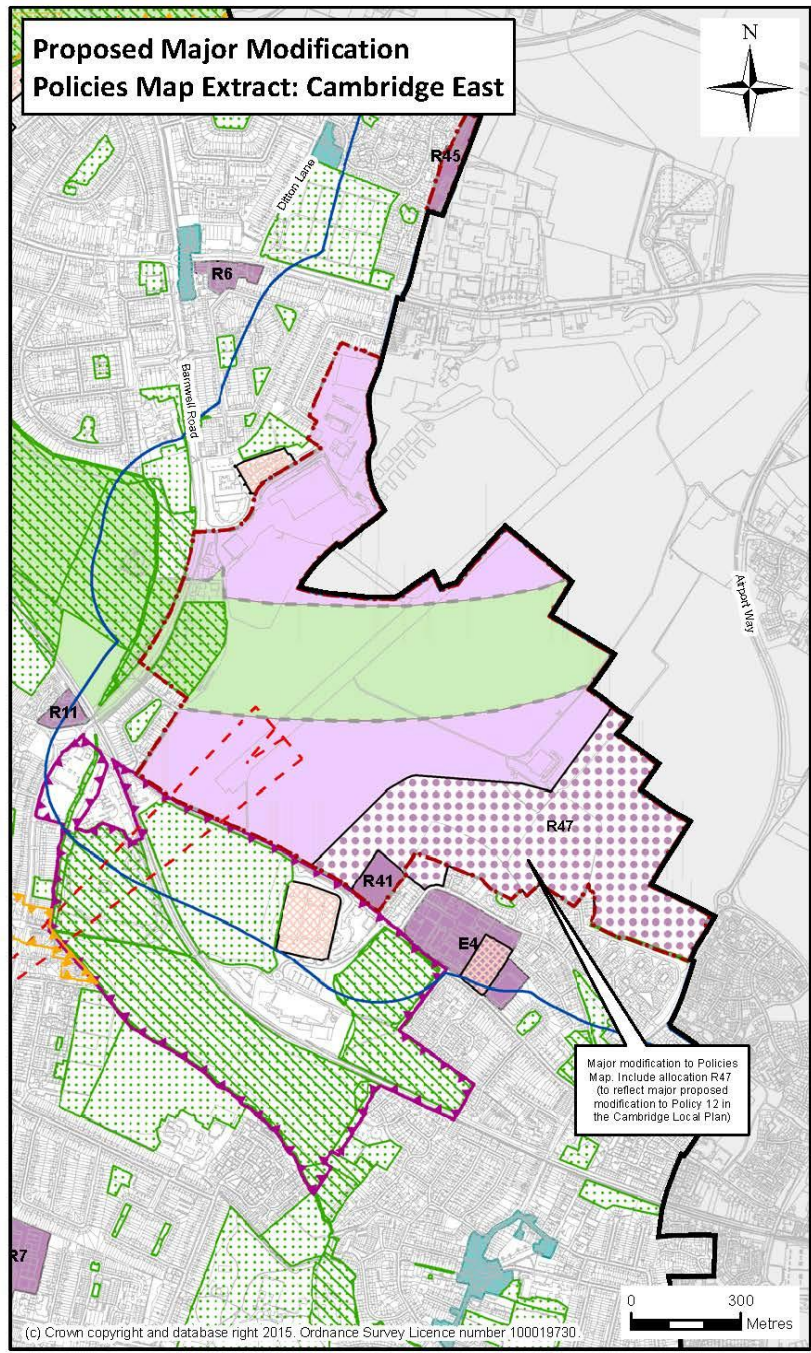 Proposed Major Modification
Policies Map Extract: Cambridge East
N
R45
Ditton Lane
R6
Barnwell Road
Airport Way
R11
R47
R41
E4
Major modification to Policies
Map. Include allocation R47
(to reflect major proposed
modification to Policy 12 in
the Cambridge Local Plan)
R7
0 300
Metres
(c) Crown copyright and database right 2015. Ordnance Survey Licence number 100019730.